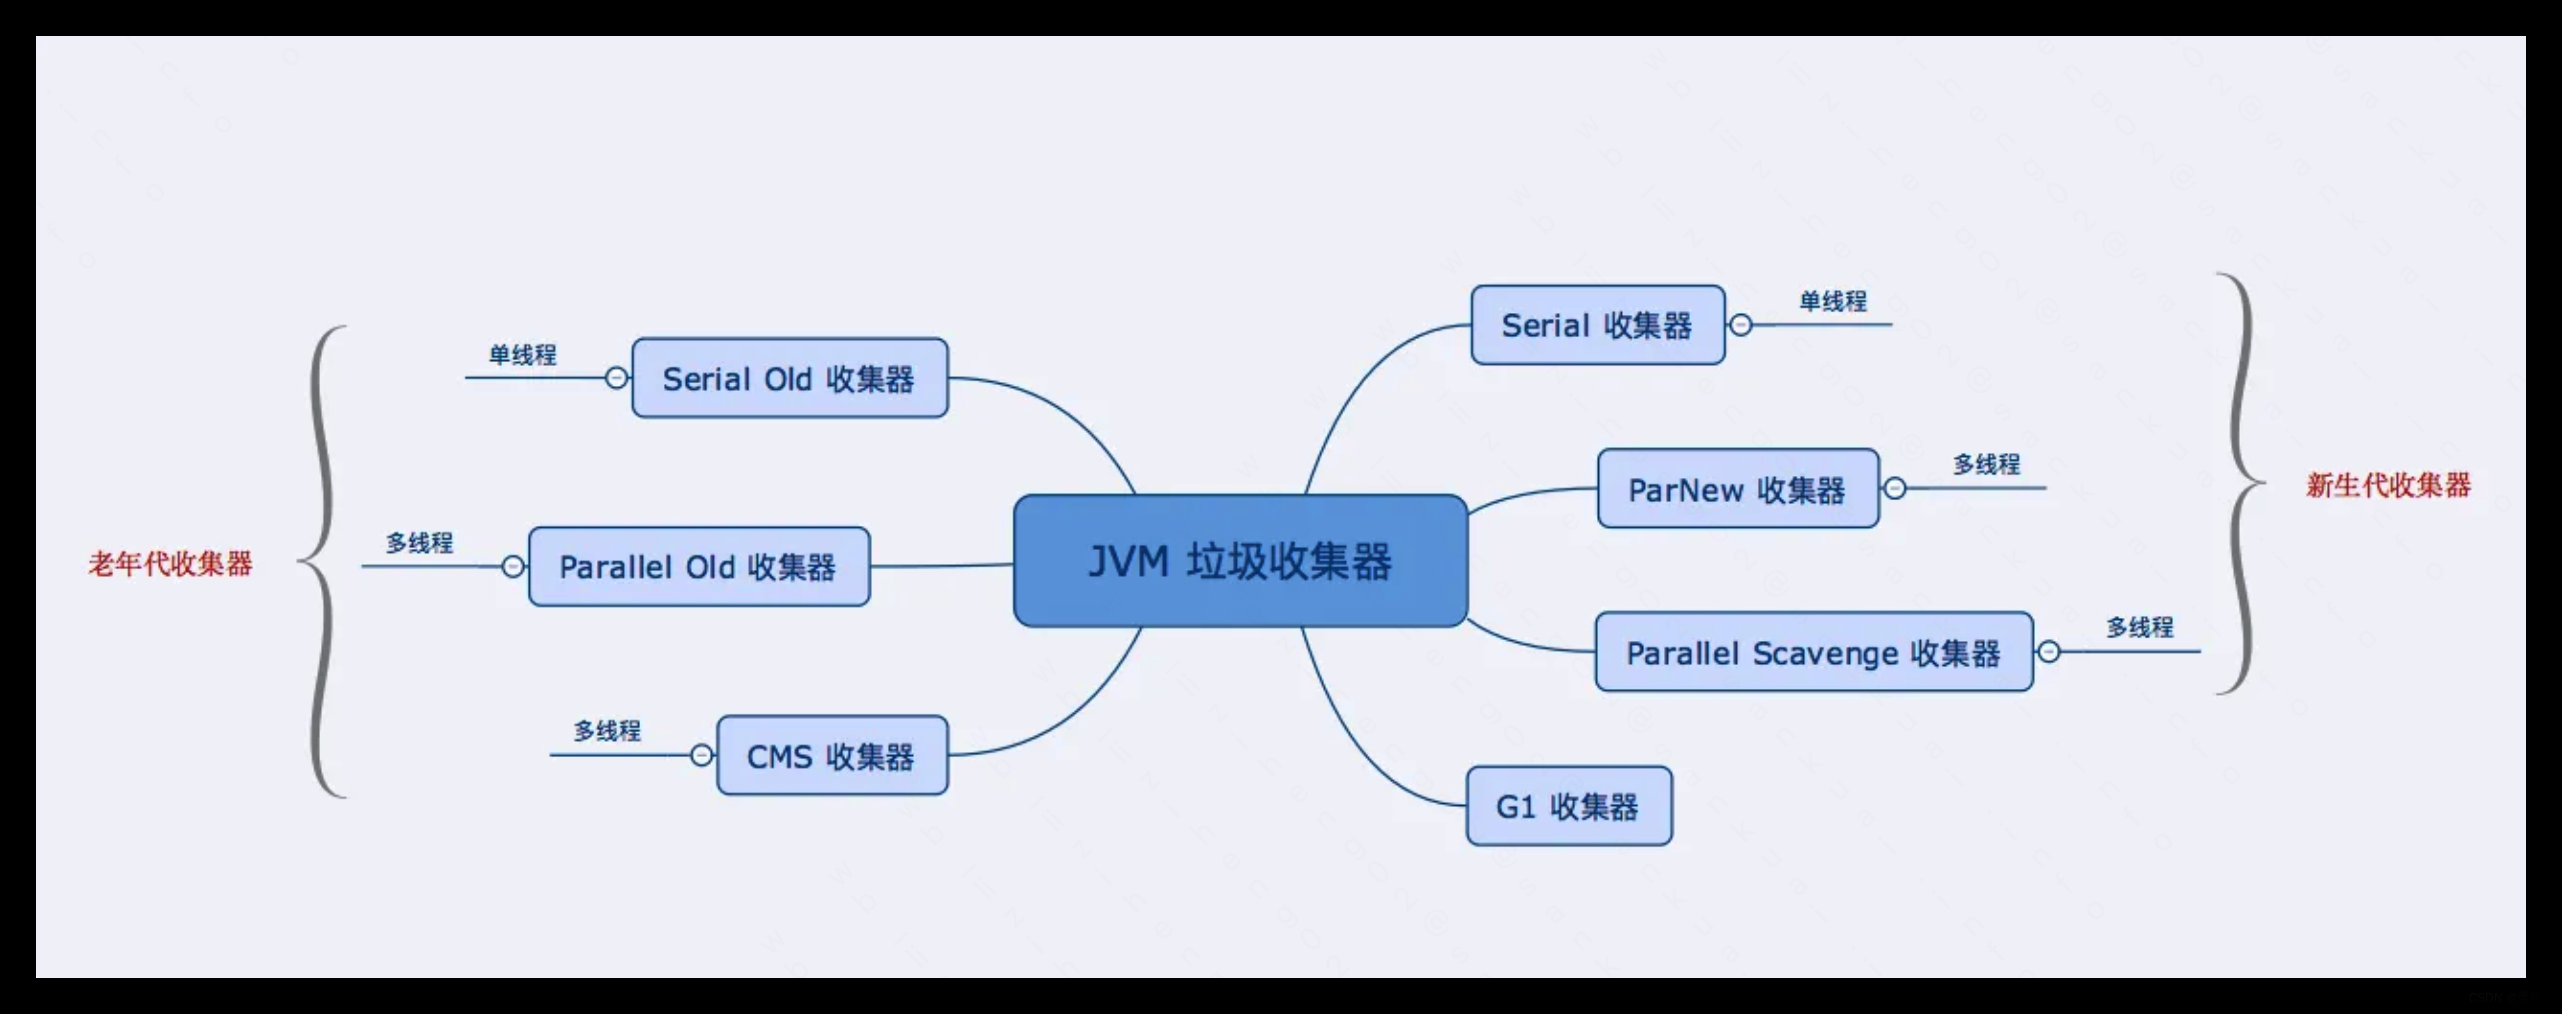 JVM 垃圾收集器
Serial 收集器
单线程
ParNew 收集器
多线程
Parallel Scavenge 收集器
多线程
新生代收集器
G1 收集器
Serial Old 收集器
单线程
Parallel Old 收集器
多线程
CMS 收集器
多线程
老年代收集器